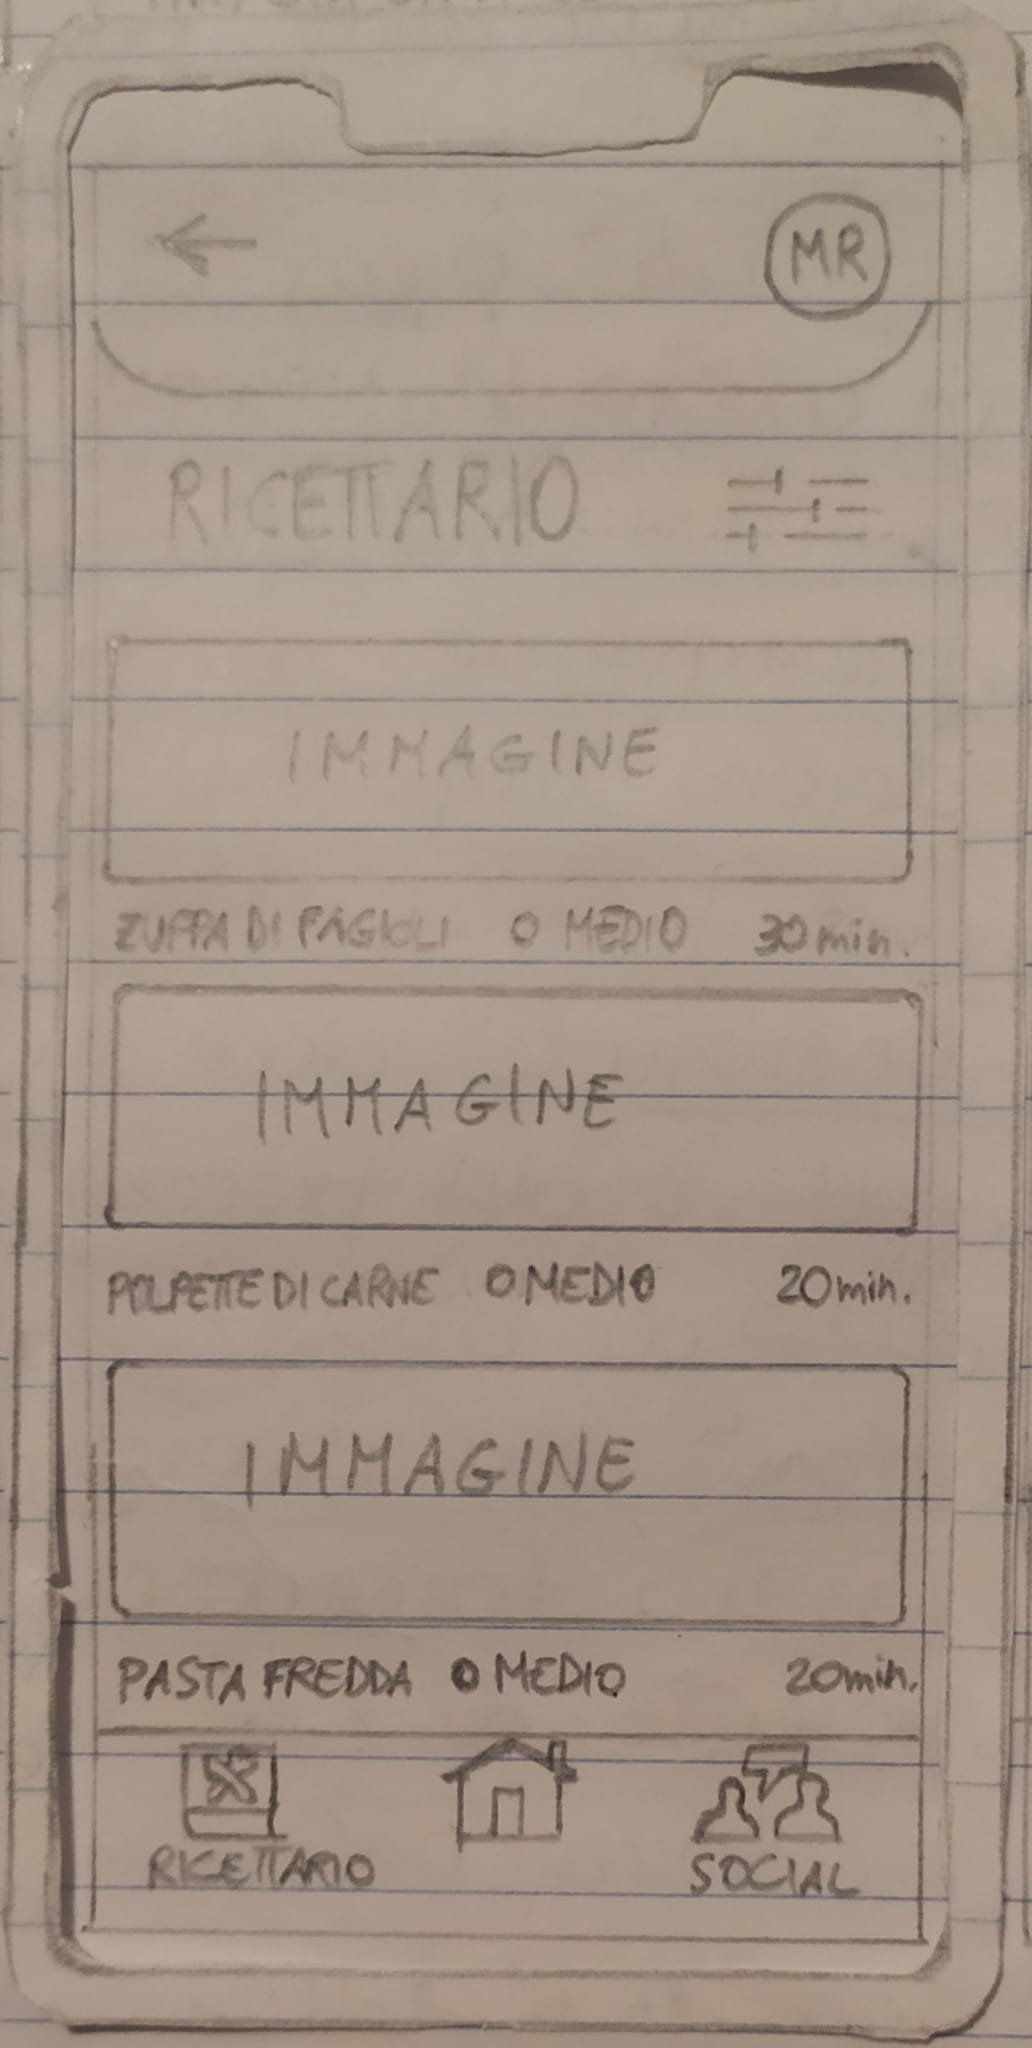 MR
RICETTARIO
IMMAGINE
ZUPPA DI FAGIOLI O MEDIO 30 min.
IMMAGINE
POLPETTE DI CARNE O MEDIO 20 min.
IMMAGINE
PASTA FREDDA O MEDIO 20 min.
RICETTARIO
SOCIAL